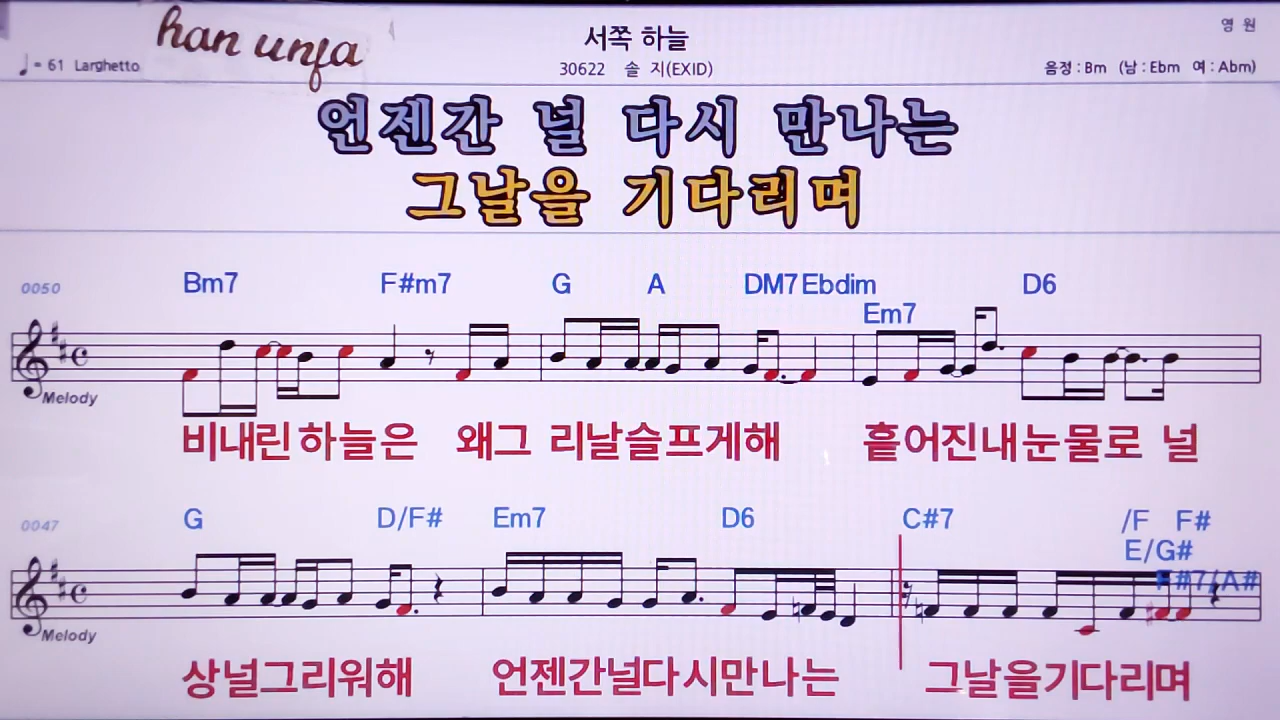 han unfa
서쪽 하늘
영 원
♩= 61 Larghetto
30622 솔 지(EXID)
음정 : Bm (남 : Ebm 여 : Abm)
언젠간 널 다시 만나는
그날을 기다리며
0050 Bm7 F#m7 G A DM7 Ebdim Em7 D6
Melody
비내린 하늘은 왜그 리날슬프게해 흩어진내눈물로 널
0047 G D/F# Em7 D6 C#7 /F F#
E/G#
F#7/A#
Melody
상널그리워해 언젠간널다시만나는 그날을기다리며